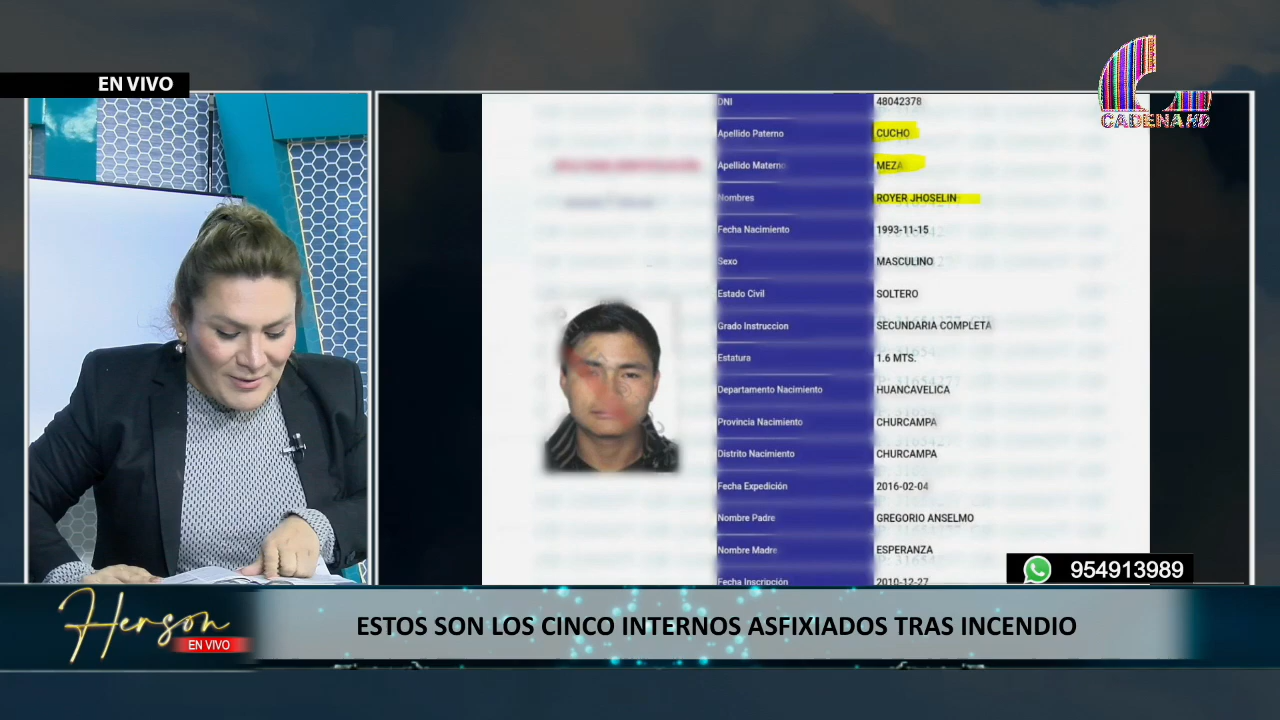 EN VIVO
CADENA HD
DNI 48042378
Apellido Paterno CUCHO
Apellido Materno MEZA
Nombres ROYER JHOSELIN
Fecha Nacimiento 1993-11-15
Sexo MASCULINO
Estado Civil SOLTERO
Grado Instruccion SECUNDARIA COMPLETA
Estatura 1.6 MTS.
Departamento Nacimiento HUANCAVELICA
Provincia Nacimiento CHURCAMPA
Distrito Nacimiento CHURCAMPA
Fecha Expedición 2016-02-04
Nombre Padre GREGORIO ANSELMO
Nombre Madre ESPERANZA
Fecha Inscripción 2010-12-27
954913989
Herson
EN VIVO
ESTOS SON LOS CINCO INTERNOS ASFIXIADOS TRAS INCENDIO